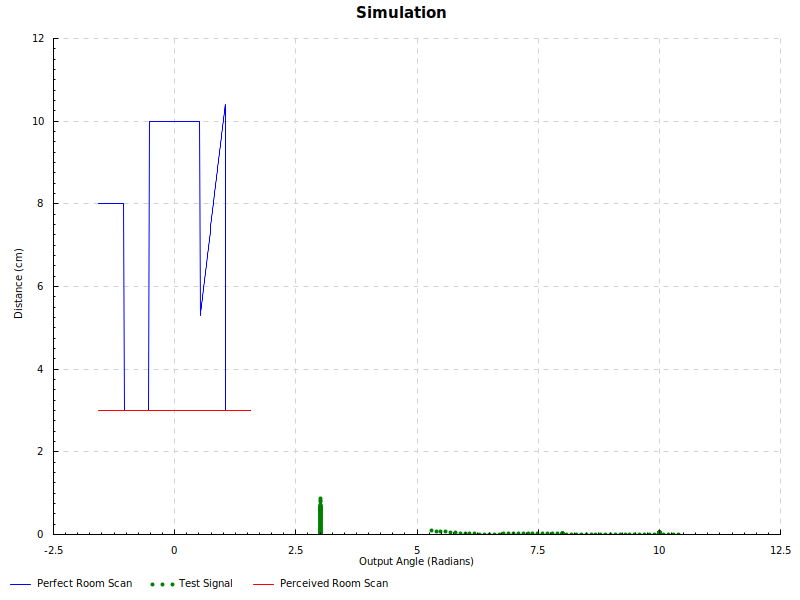 Simulation
12
10
8
6
4
2
0
Distance (cm)
-2.5 0 2.5 5 7.5 10 12.5
Output Angle (Radians)
Perfect Room Scan Test Signal Perceived Room Scan